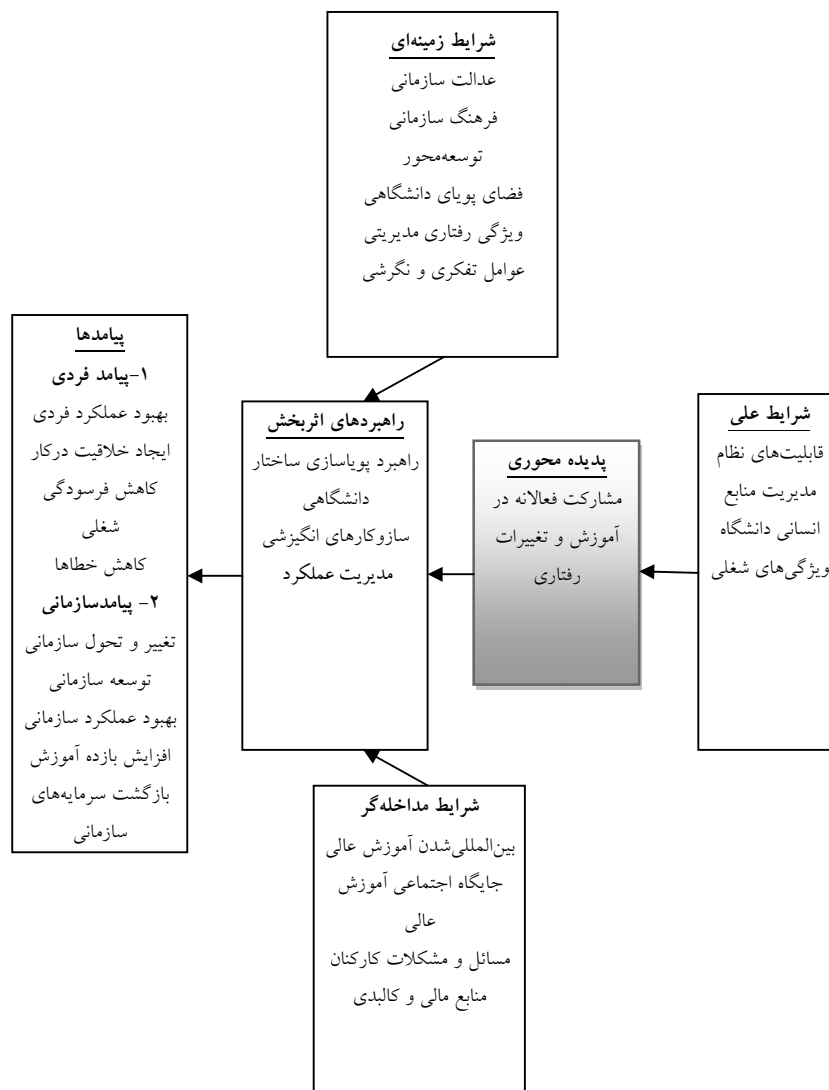 شرایط زمینه‌ای
عدالت سازمانی
فرهنگ سازمانی
توسعه‌محور
فضای پویای دانشگاهی
ویژگی رفتاری مدیریتی
عوامل تفکری و نگرشی
شرایط علی
قابلیت‌های نظام
مدیریت منابع
انسانی دانشگاه
ویژگی‌های شغلی
پدیده محوری
مشارکت فعالانه در
آموزش و تغییرات
رفتاری
راهبردهای اثربخش
راهبرد پویاسازی ساختار
دانشگاهی
سازوکارهای انگیزشی
مدیریت عملکرد
پیامدها
۱-پیامد فردی
بهبود عملکرد فردی
ایجاد خلاقیت درکار
کاهش فرسودگی
شغلی
کاهش خطاها
۲- پیامدسازمانی
تغییر و تحول سازمانی
توسعه سازمانی
بهبود عملکرد سازمانی
افزایش بازده آموزش
بازگشت سرمایه‌های
سازمانی
شرایط مداخله‌گر
بین‌المللی‌شدن آموزش عالی
جایگاه اجتماعی آموزش
عالی
مسائل و مشکلات کارکنان
منابع مالی و کالبدی